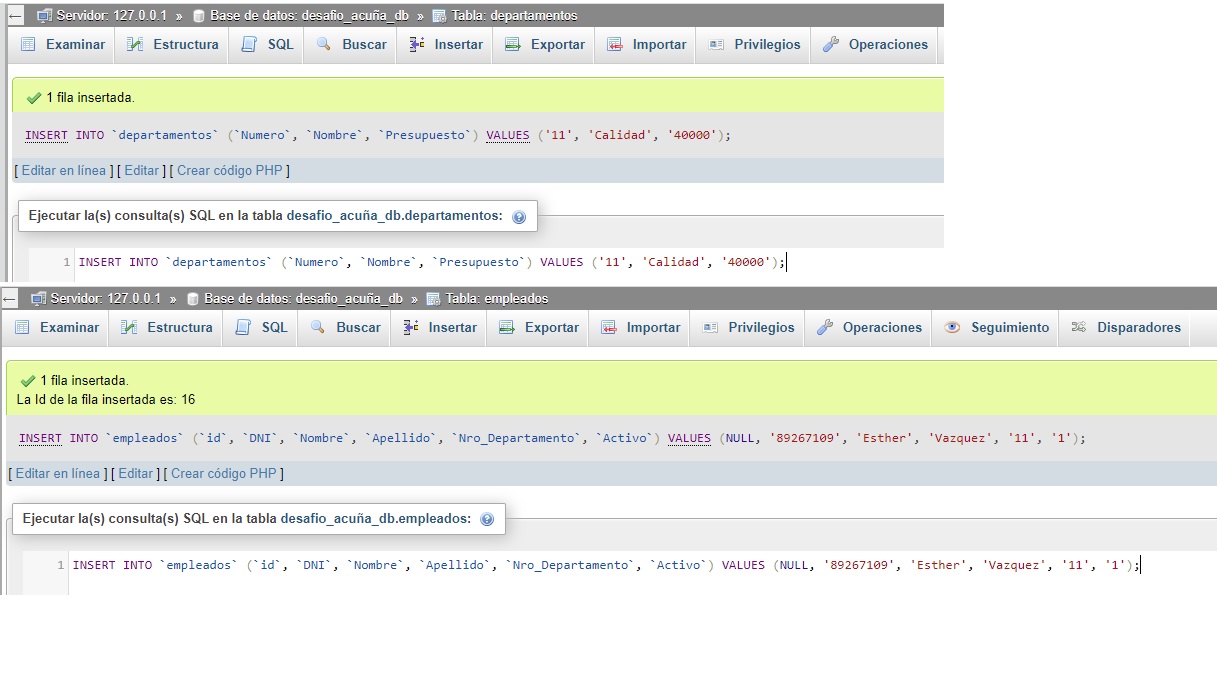 Servidor: 127.0.0.1 » Base de datos: desafio_acuña_db » Tabla: departamentos
Examinar Estructura SQL Buscar Insertar Exportar Importar Privilegios Operaciones
1 fila insertada.
INSERT INTO `departamentos` (`Numero`, `Nombre`, `Presupuesto`) VALUES ('11', 'Calidad', '40000');
[ Editar en línea ] [ Editar ] [ Crear código PHP ]
Ejecutar la(s) consulta(s) SQL en la tabla desafio_acuña_db.departamentos:
1 INSERT INTO `departamentos` (`Numero`, `Nombre`, `Presupuesto`) VALUES ('11', 'Calidad', '40000');
Servidor: 127.0.0.1 » Base de datos: desafio_acuña_db » Tabla: empleados
Examinar Estructura SQL Buscar Insertar Exportar Importar Privilegios Operaciones Seguimiento Disparadores
1 fila insertada.
La Id de la fila insertada es: 16
INSERT INTO `empleados` (`id`, `DNI`, `Nombre`, `Apellido`, `Nro_Departamento`, `Activo`) VALUES (NULL, '89267109', 'Esther', 'Vazquez', '11', '1');
[ Editar en línea ] [ Editar ] [ Crear código PHP ]
Ejecutar la(s) consulta(s) SQL en la tabla desafio_acuña_db.empleados:
1 INSERT INTO `empleados` (`id`, `DNI`, `Nombre`, `Apellido`, `Nro_Departamento`, `Activo`) VALUES (NULL, '89267109', 'Esther', 'Vazquez', '11', '1');